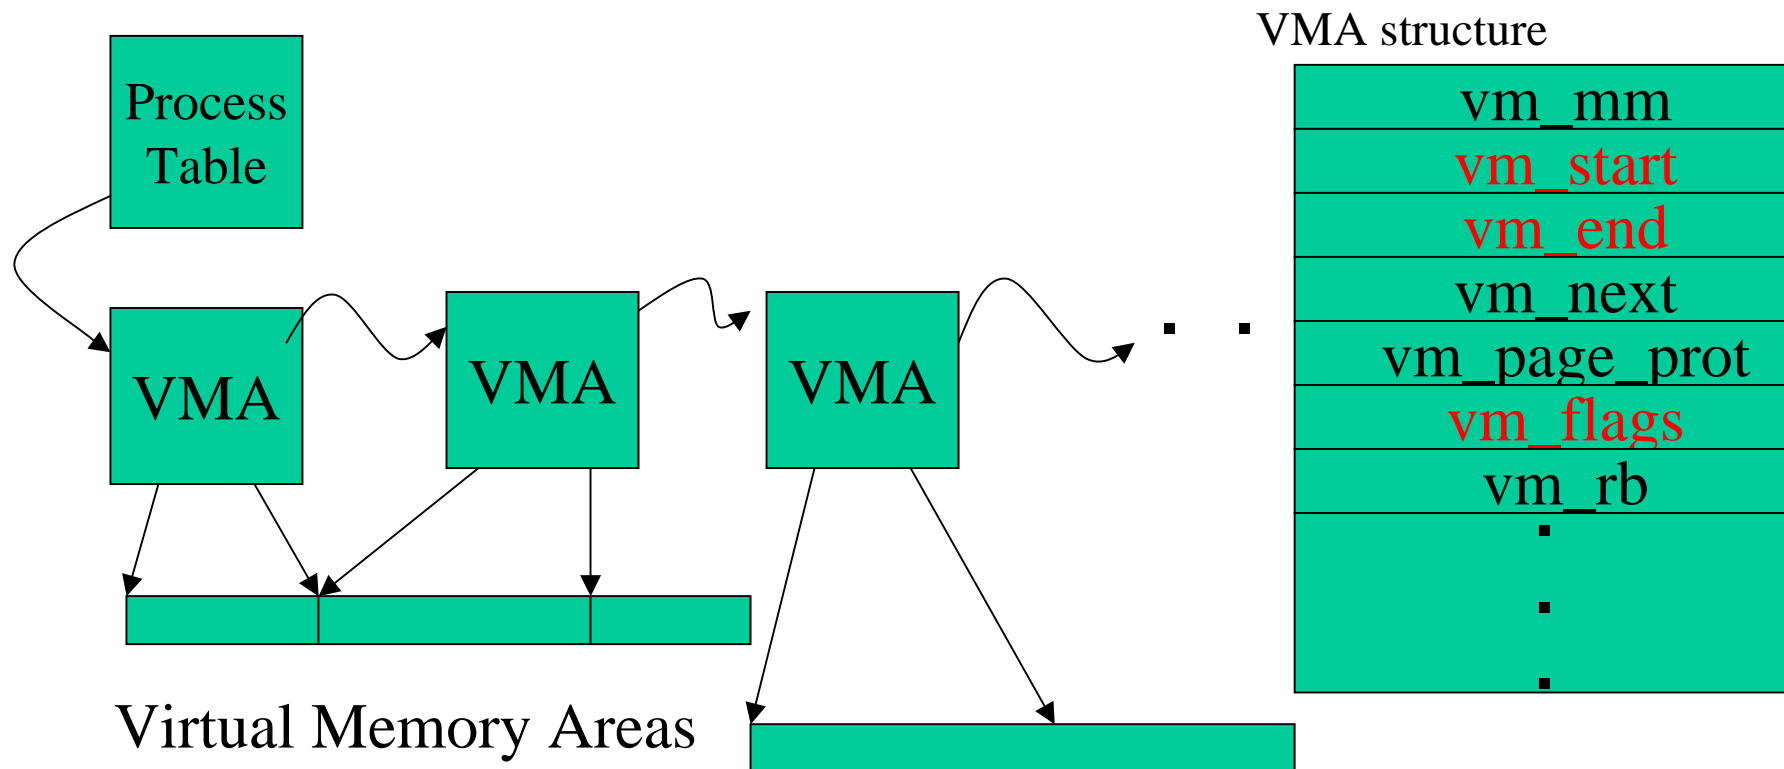 VMA structure
Process
Table
vm_mm
vm_start
vm_end
vm_next
vm_page_prot
vm_flags
vm_rb
VMA
VMA
VMA
Virtual Memory Areas